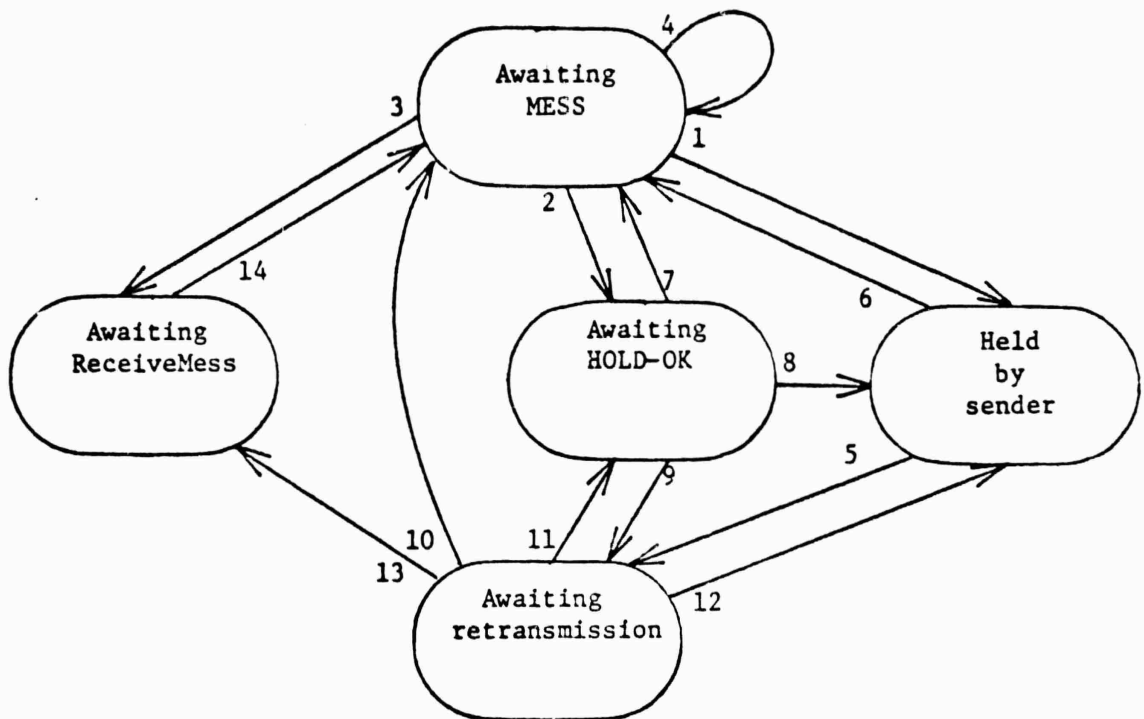 4
Awaiting
MESS
3
1
2
14
7
6
Awaiting
ReceiveMess
Awaiting
HOLD-OK
8
Held
by
sender
5
9
10
11
13
12
Awaiting
retransmission